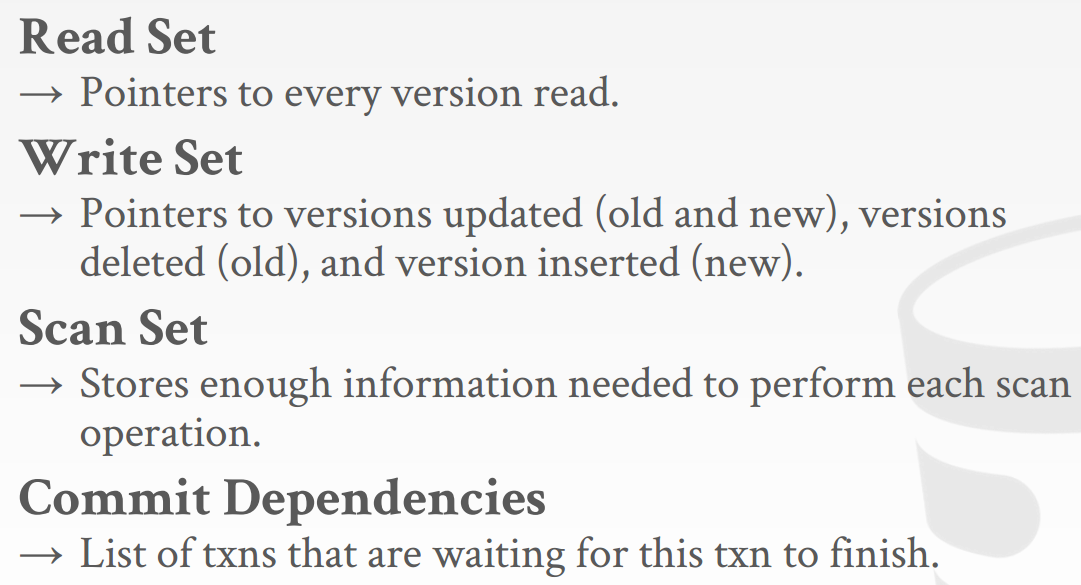 Read Set
→ Pointers to every version read.
Write Set
→ Pointers to versions updated (old and new), versions
deleted (old), and version inserted (new).
Scan Set
→ Stores enough information needed to perform each scan
operation.
Commit Dependencies
→ List of txns that are waiting for this txn to finish.